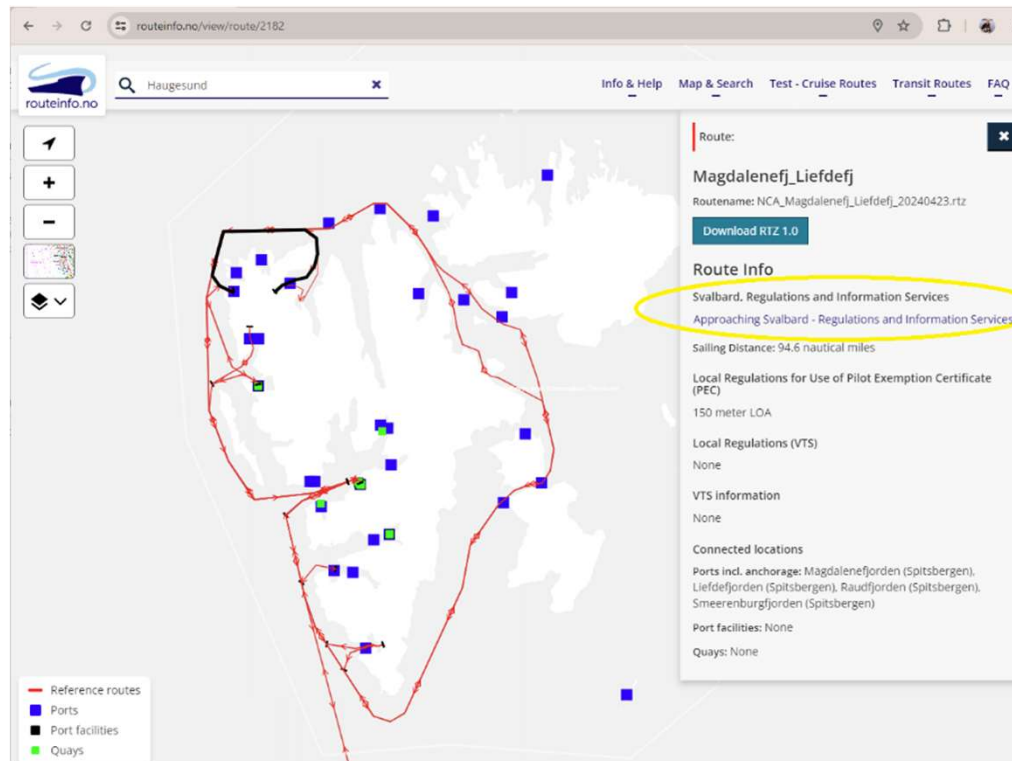 routeinfo.no/view/route/2182
routeinfo.no
Haugesund
Info & Help
Map & Search
Test - Cruise Routes
Transit Routes
FAQ
Route:
Magdalenefj_Liefdefj
Routename: NCA_Magdalenefj_Liefdefj_20240423.rtz
Download RTZ 1.0
Route Info
Svalbard, Regulations and Information Services
Approaching Svalbard - Regulations and Information Services
Sailing Distance: 94.6 nautical miles
Local Regulations for Use of Pilot Exemption Certificate
(PEC)
150 meter LOA
Local Regulations (VTS)
None
VTS information
None
Connected locations
Ports incl. anchorage: Magdalenefjorden (Spitsbergen),
Liefdefjorden (Spitsbergen), Raudfjorden (Spitsbergen),
Smeerenburgfjorden (Spitsbergen)
Port facilities: None
Quays: None
Reference routes
Ports
Port facilities
Quays